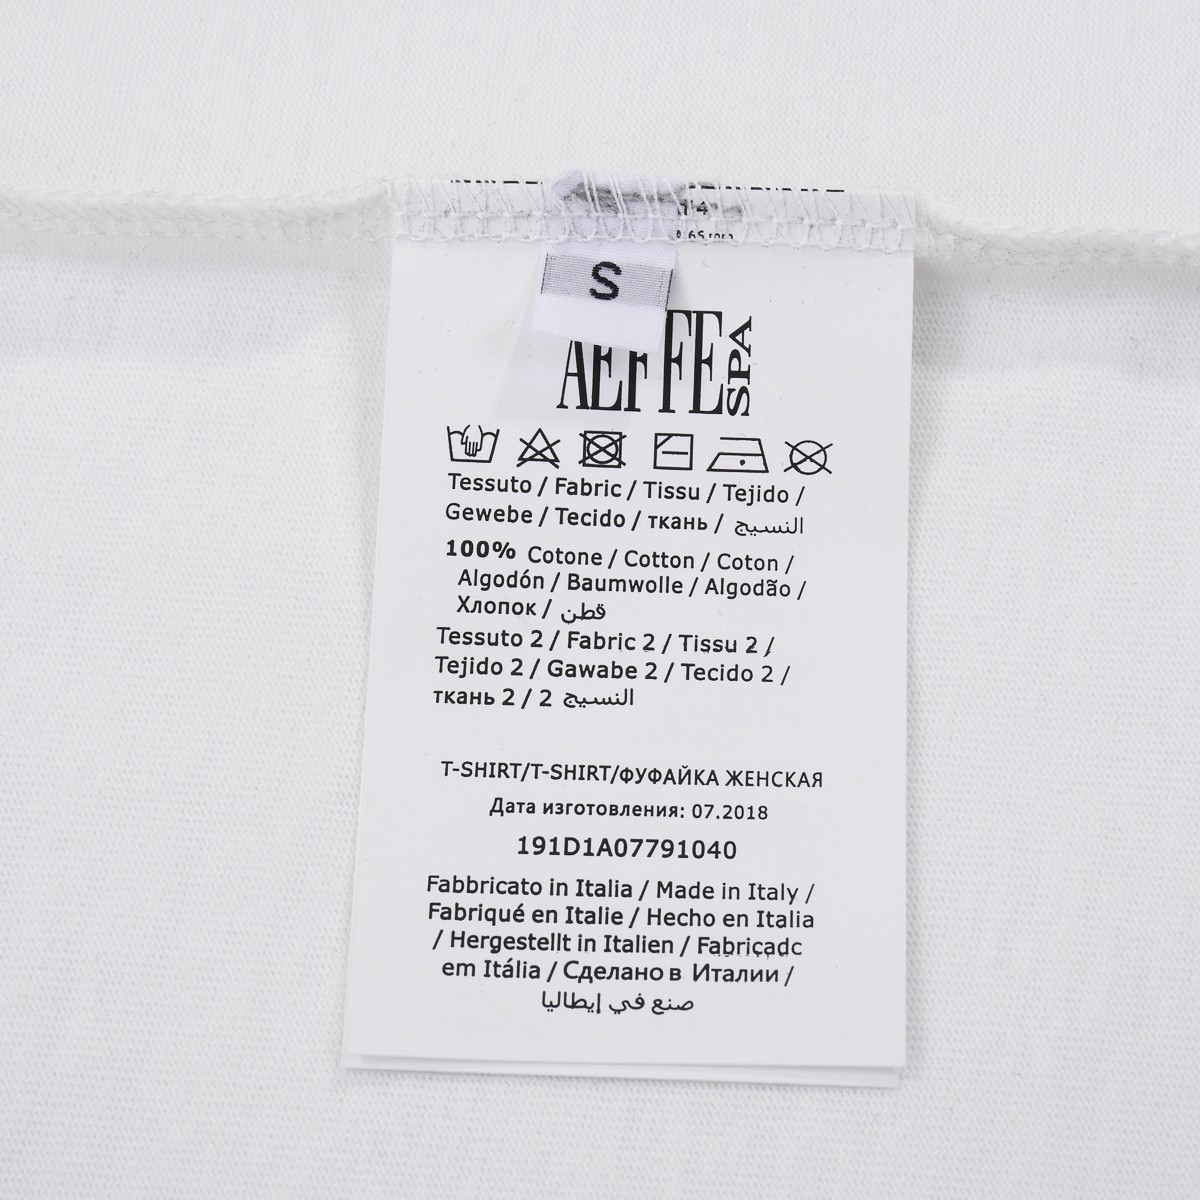 S
AEFFE SPA
Tessuto / Fabric / Tissu / Tejido /
Gewebe / Tecido / ткань / النسيج
100% Cotone / Cotton / Coton /
Algodón / Baumwolle / Algodão /
Хлопок / قطن
Tessuto 2 / Fabric 2 / Tissu 2 /
Tejido 2 / Gawabe 2 / Tecido 2 /
ткань 2 / 2 النسيج
T-SHIRT/T-SHIRT/ФУФАЙКА ЖЕНСКАЯ
Дата изготовления: 07.2018
191D1A07791040
Fabbricato in Italia / Made in Italy /
Fabriqué en Italie / Hecho en Italia
/ Hergestellt in Italien / Fabricadc
em Itália / Сделано в Италии /
صنع في إيطاليا